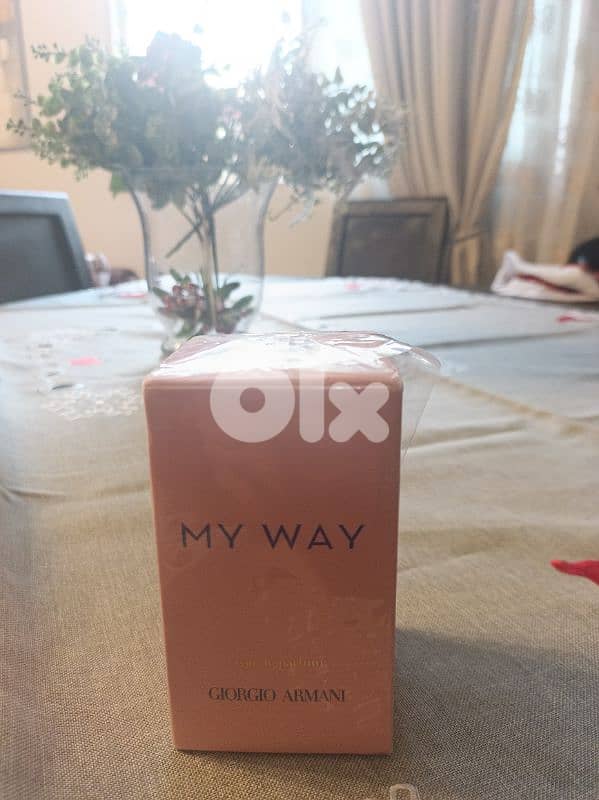 Olx
MY WAY
eau de parfum
GIORGIO ARMANI